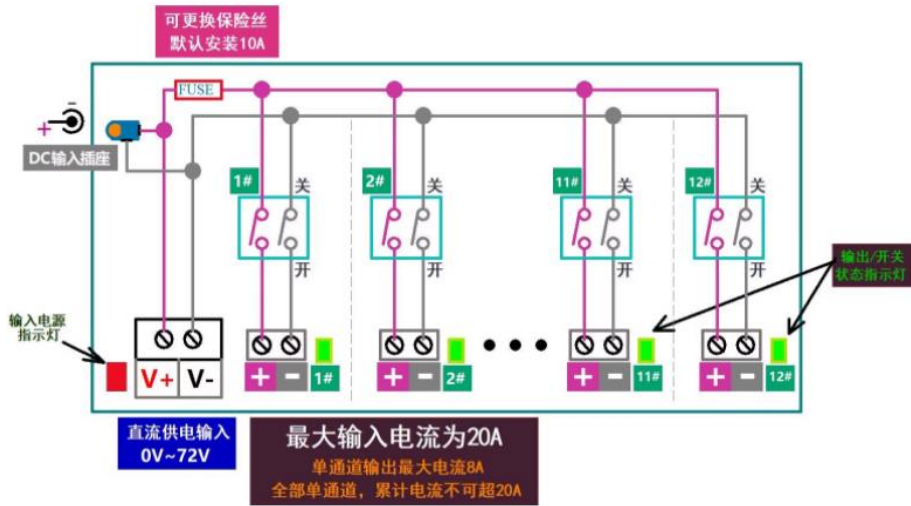 可更换保险丝
默认安装10A
FUSE
+
-
DC输入插座
1#
关
2#
关
11#
关
12#
关
开
开
开
开
输出/开关
状态指示灯
输入电源
指示灯
V+
V-
+
-
1#
+
-
2#
+
-
11#
+
-
12#
直流供电输入
0V~72V
最大输入电流为20A
单通道输出最大电流8A
全部单通道，累计电流不可超20A